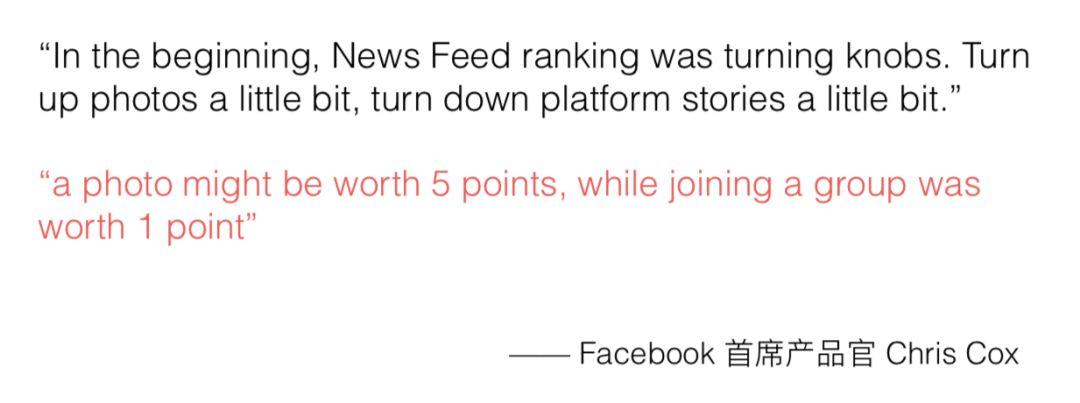 “In the beginning, News Feed ranking was turning knobs. Turn
up photos a little bit, turn down platform stories a little bit.”
“a photo might be worth 5 points, while joining a group was
worth 1 point”
—— Facebook 首席产品官 Chris Cox